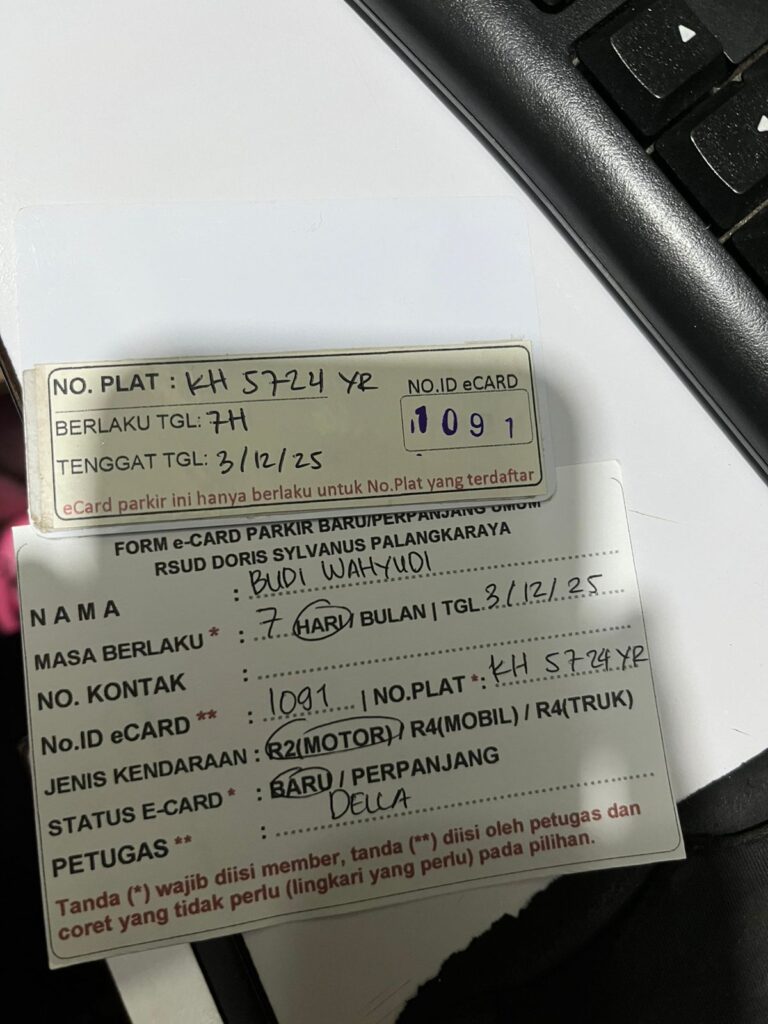 NO. PLAT : KH 5724 YR
NO.ID eCARD
BERLAKU TGL: 7H
1091
TENGGAT TGL: 3/12/25
eCard parkir ini hanya berlaku untuk No.Plat yang terdaftar
FORM e-CARD PARKIR BARU/PERPANJANG UMUM
RSUD DORIS SYLVANUS PALANGKARAYA
NAMA : BUDI WAHYUDI
MASA BERLAKU * : 7 HARI/ BULAN | TGL. 3/12/25
NO. KONTAK :
No.ID eCARD ** : 1091 | NO.PLAT *: KH 5724 YR
JENIS KENDARAAN : R2(MOTOR) / R4(MOBIL) / R4(TRUK)
STATUS E-CARD * : BARU / PERPANJANG
PETUGAS ** : DELLA
Tanda (*) wajib diisi member, tanda (**) diisi oleh petugas dan
coret yang tidak perlu (lingkari yang perlu) pada pilihan.